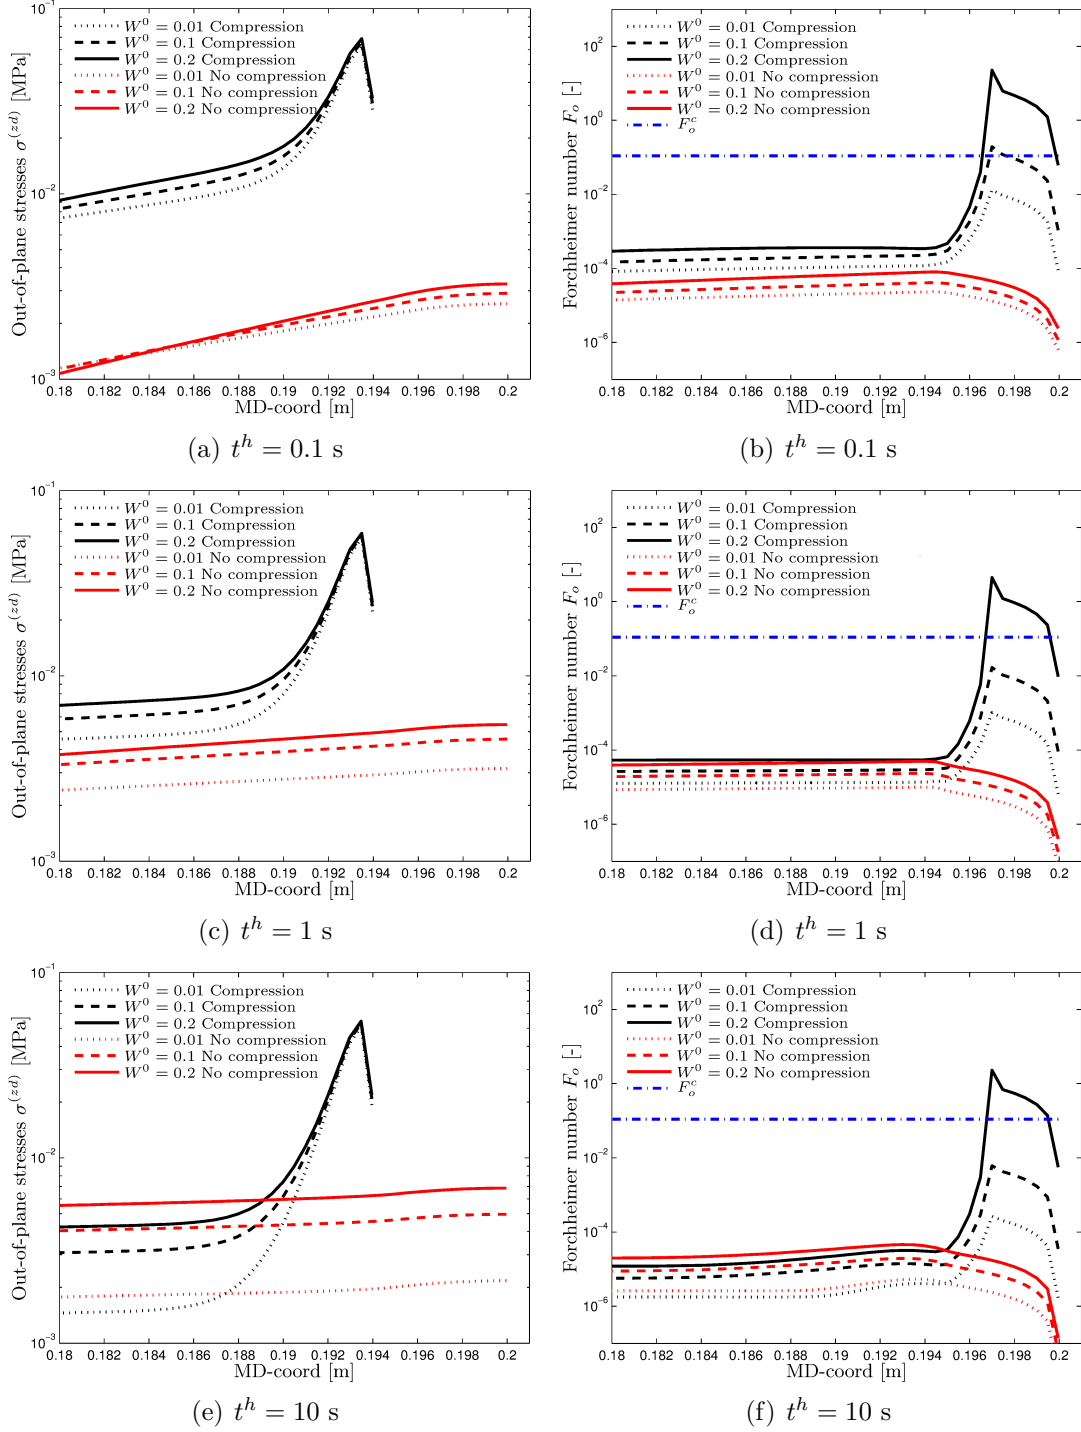 Out-of-plane stresses σ^(zd) [MPa]
10^−1
10^−2
10^−3
W^0 = 0.01 Compression
W^0 = 0.1 Compression
W^0 = 0.2 Compression
W^0 = 0.01 No compression
W^0 = 0.1 No compression
W^0 = 0.2 No compression
0.18 0.182 0.184 0.186 0.188 0.19 0.192 0.194 0.196 0.198 0.2
MD-coord [m]
(a) t^h = 0.1 s
Forchheimer number F_o [-]
10^2
10^0
10^−2
10^−4
10^−6
W^0 = 0.01 Compression
W^0 = 0.1 Compression
W^0 = 0.2 Compression
W^0 = 0.01 No compression
W^0 = 0.1 No compression
W^0 = 0.2 No compression
F_o^c
0.18 0.182 0.184 0.186 0.188 0.19 0.192 0.194 0.196 0.198 0.2
MD-coord [m]
(b) t^h = 0.1 s
Out-of-plane stresses σ^(zd) [MPa]
10^−1
10^−2
10^−3
W^0 = 0.01 Compression
W^0 = 0.1 Compression
W^0 = 0.2 Compression
W^0 = 0.01 No compression
W^0 = 0.1 No compression
W^0 = 0.2 No compression
0.18 0.182 0.184 0.186 0.188 0.19 0.192 0.194 0.196 0.198 0.2
MD-coord [m]
(c) t^h = 1 s
Forchheimer number F_o [-]
10^2
10^0
10^−2
10^−4
10^−6
W^0 = 0.01 Compression
W^0 = 0.1 Compression
W^0 = 0.2 Compression
W^0 = 0.01 No compression
W^0 = 0.1 No compression
W^0 = 0.2 No compression
F_o^c
0.18 0.182 0.184 0.186 0.188 0.19 0.192 0.194 0.196 0.198 0.2
MD-coord [m]
(d) t^h = 1 s
Out-of-plane stresses σ^(zd) [MPa]
10^−1
10^−2
10^−3
W^0 = 0.01 Compression
W^0 = 0.1 Compression
W^0 = 0.2 Compression
W^0 = 0.01 No compression
W^0 = 0.1 No compression
W^0 = 0.2 No compression
0.18 0.182 0.184 0.186 0.188 0.19 0.192 0.194 0.196 0.198 0.2
MD-coord [m]
(e) t^h = 10 s
Forchheimer number F_o [-]
10^2
10^0
10^−2
10^−4
10^−6
W^0 = 0.01 Compression
W^0 = 0.1 Compression
W^0 = 0.2 Compression
W^0 = 0.01 No compression
W^0 = 0.1 No compression
W^0 = 0.2 No compression
F_o^c
0.18 0.182 0.184 0.186 0.188 0.19 0.192 0.194 0.196 0.198 0.2
MD-coord [m]
(f) t^h = 10 s